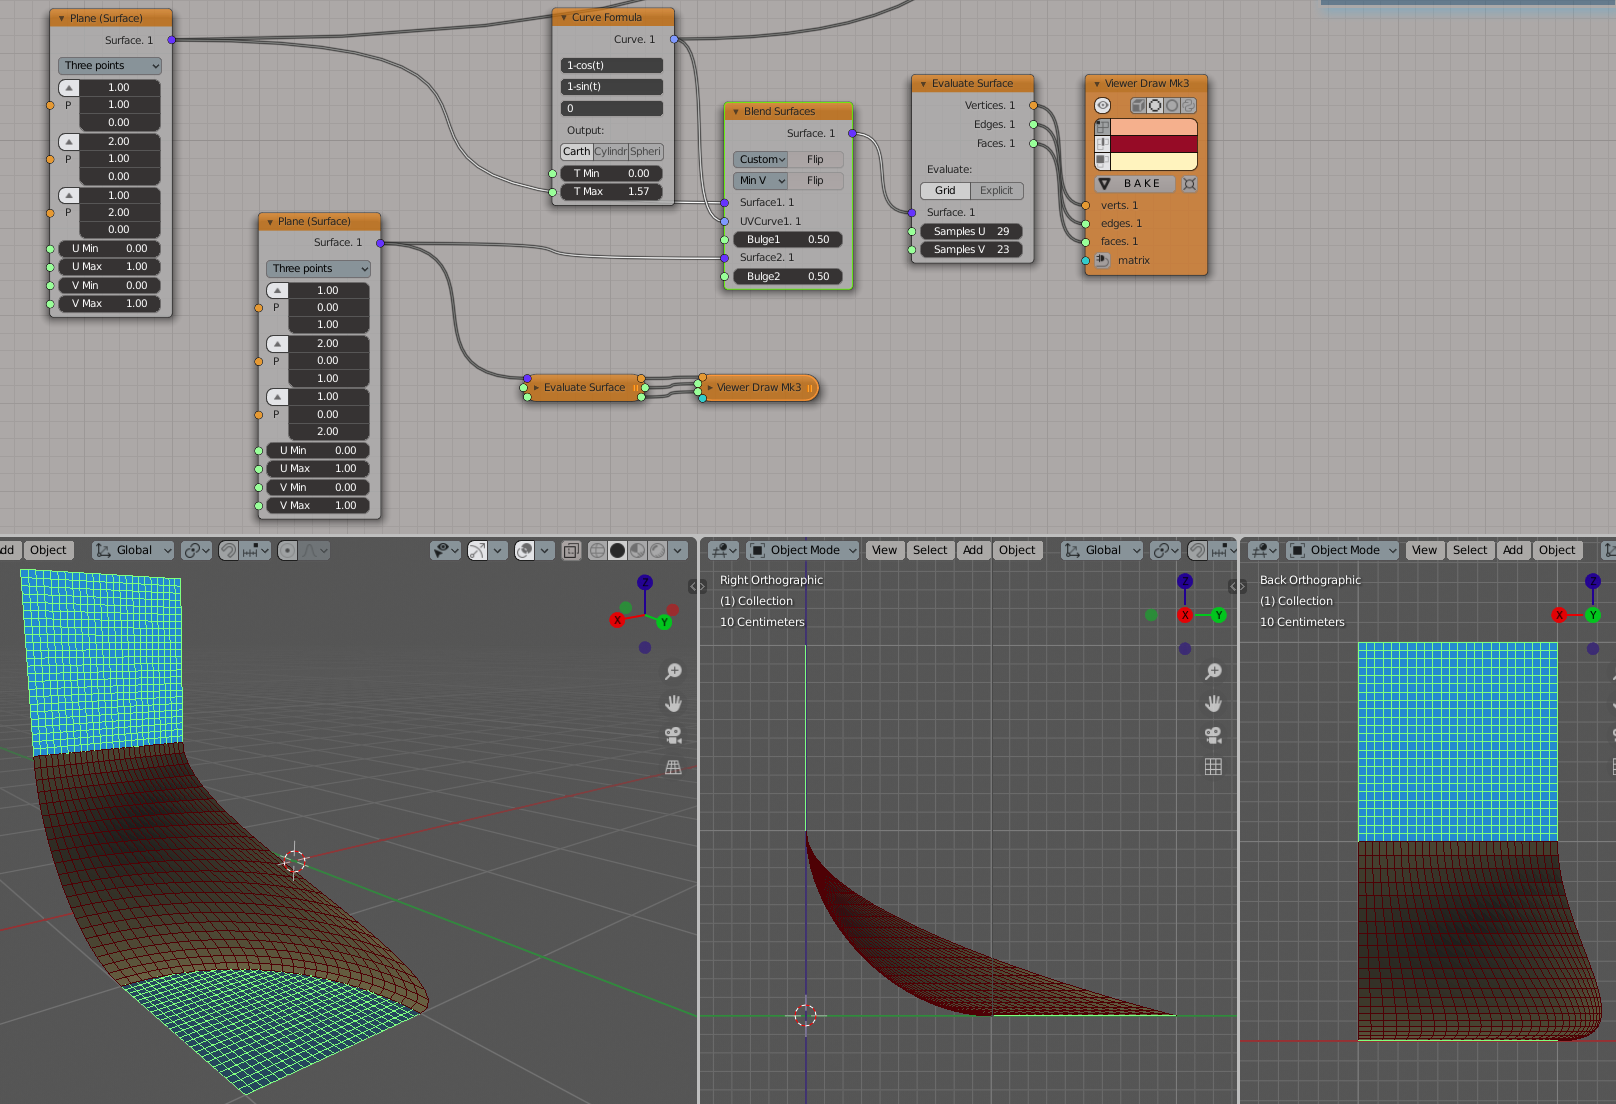 Plane (Surface)
Surface. 1
Three points
1.00
P 1.00
0.00
2.00
P 1.00
0.00
1.00
P 2.00
0.00
U Min 0.00
U Max 1.00
V Min 0.00
V Max 1.00
Plane (Surface)
Surface. 1
Three points
1.00
P 0.00
1.00
2.00
P 0.00
1.00
1.00
P 0.00
2.00
U Min 0.00
U Max 1.00
V Min 0.00
V Max 1.00
Curve Formula
Curve. 1
1-cos(t)
1-sin(t)
0
Output:
Carth Cylindr Spheri
T Min 0.00
T Max 1.57
Blend Surfaces
Surface. 1
Custom Flip
Min V Flip
Surface1. 1
UVCurve1. 1
Bulge1 0.50
Surface2. 1
Bulge2 0.50
Evaluate Surface
Vertices. 1
Edges. 1
Faces. 1
Evaluate:
Grid Explicit
Surface. 1
Samples U 29
Samples V 23
Viewer Draw Mk3
BAKE
verts. 1
edges. 1
faces. 1
matrix
Evaluate Surface
Viewer Draw Mk3
dd Object Global
Z
X
Y
Object Mode View Select Add Object Global
Right Orthographic
(1) Collection
10 Centimeters
Z
X
Y
Object Mode View Select Add Object
Back Orthographic
(1) Collection
10 Centimeters
Z
X
Y